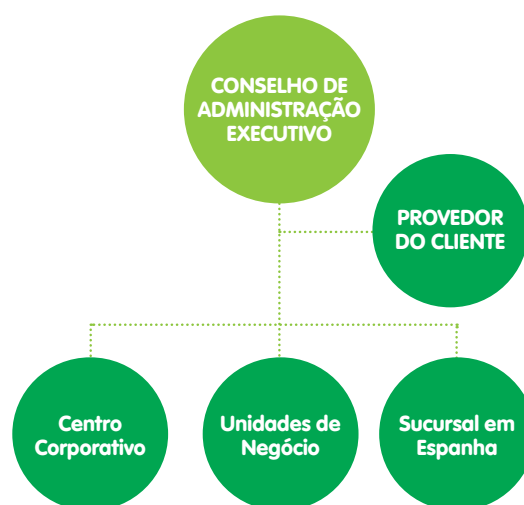 CONSELHO DE
ADMINISTRAÇÃO
EXECUTIVO
PROVEDOR
DO CLIENTE
Centro
Corporativo
Unidades de
Negócio
Sucursal em
Espanha